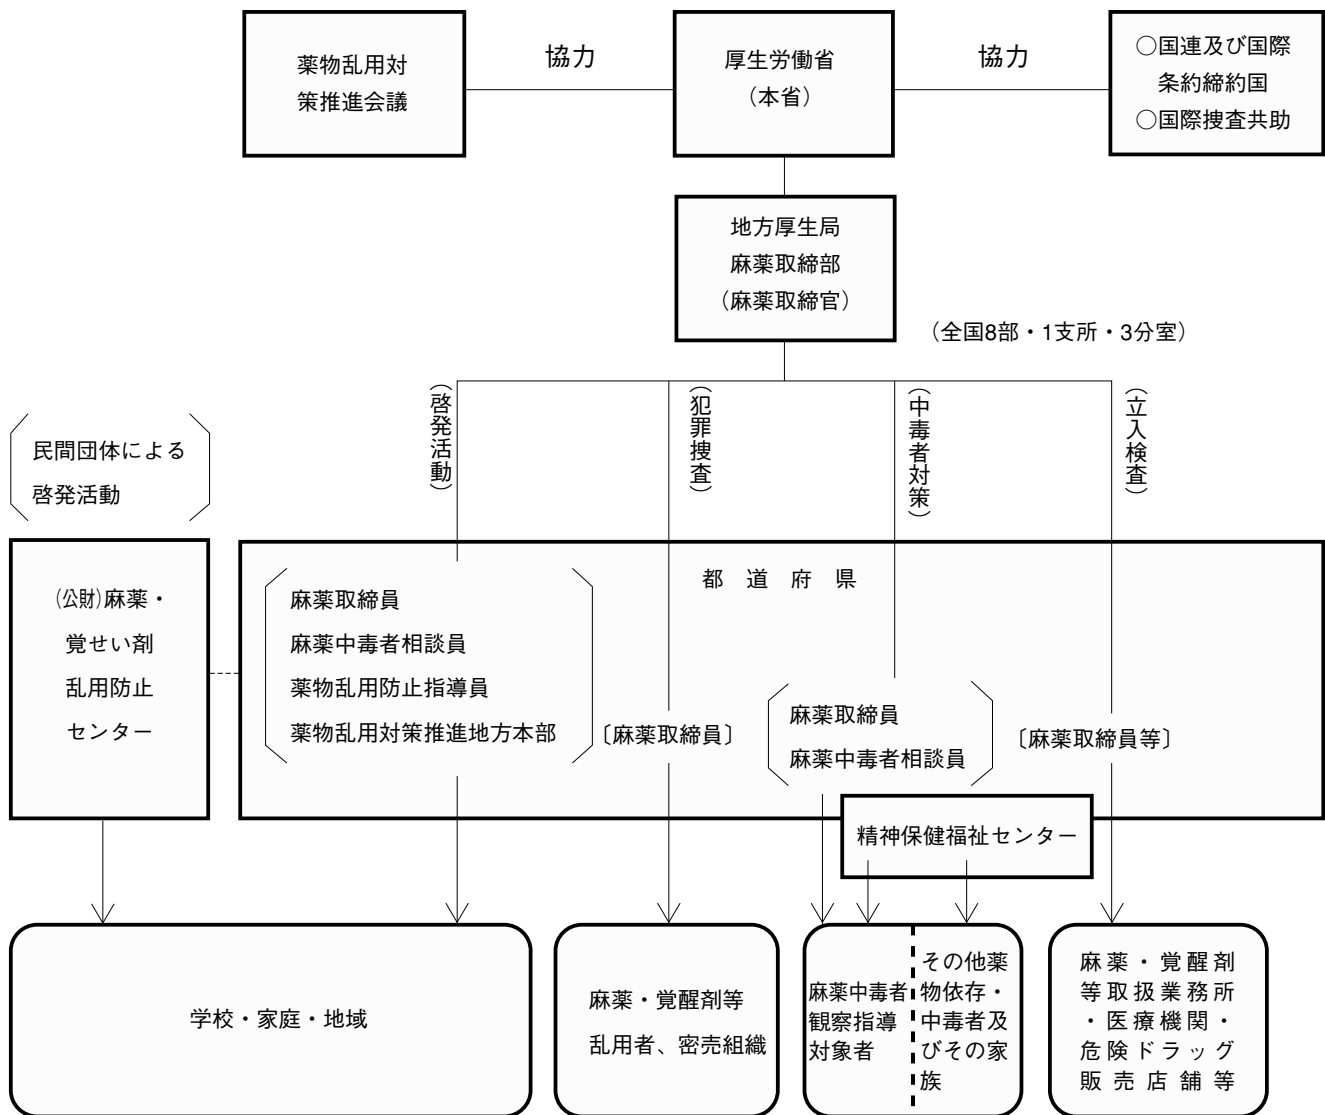 薬物乱用対
策推進会議
協力
厚生労働省
（本省）
協力
○国連及び国際
条約締約国
○国際捜査共助
地方厚生局
麻薬取締部
（麻薬取締官）
（全国8部・1支所・3分室）
（啓発活動）
（犯罪捜査）
（中毒者対策）
（立入検査）
民間団体による
啓発活動
都道府県
(公財)麻薬・
覚せい剤
乱用防止
センター
麻薬取締員
麻薬中毒者相談員
薬物乱用防止指導員
薬物乱用対策推進地方本部
〔麻薬取締員〕
麻薬取締員
麻薬中毒者相談員
〔麻薬取締員等〕
精神保健福祉センター
学校・家庭・地域
麻薬・覚醒剤等
乱用者、密売組織
麻薬中毒者
観察指導
対象者
その他薬
物依存・
中毒者及
びその家
族
麻薬・覚醒剤
等取扱業務所
・医療機関・
危険ドラッグ
販売店舗等